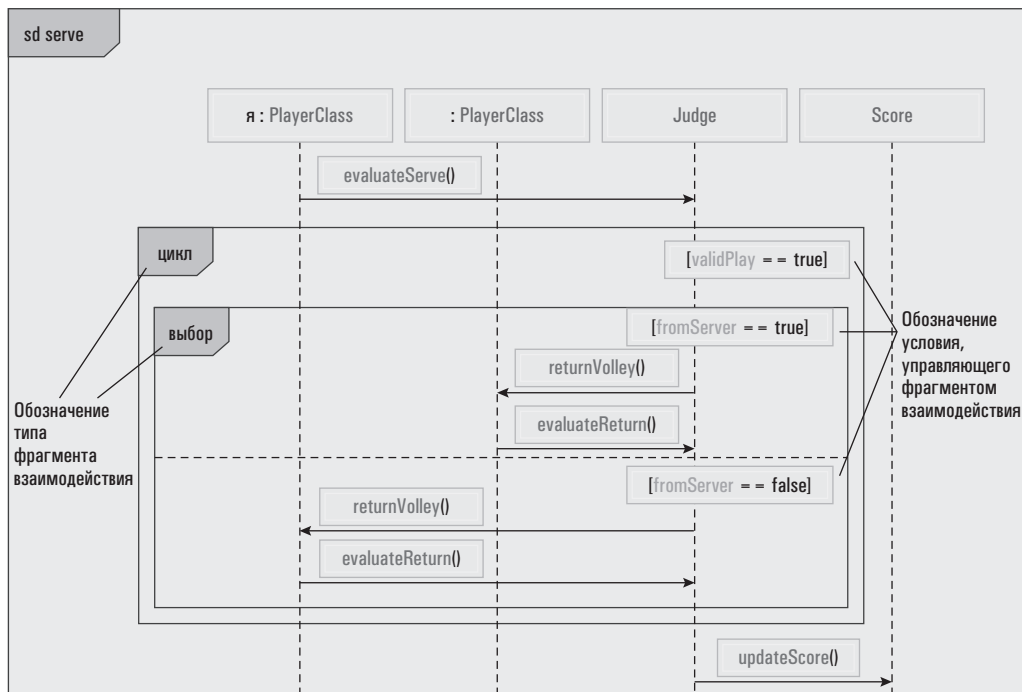 sd serve
я : PlayerClass
: PlayerClass
Judge
Score
evaluateServe()
цикл
[validPlay = = true]
выбор
[fromServer = = true]
returnVolley()
evaluateReturn()
[fromServer = = false]
returnVolley()
evaluateReturn()
updateScore()
Обозначение
типа
фрагмента
взаимодействия
Обозначение
условия,
управляющего
фрагментом
взаимодействия